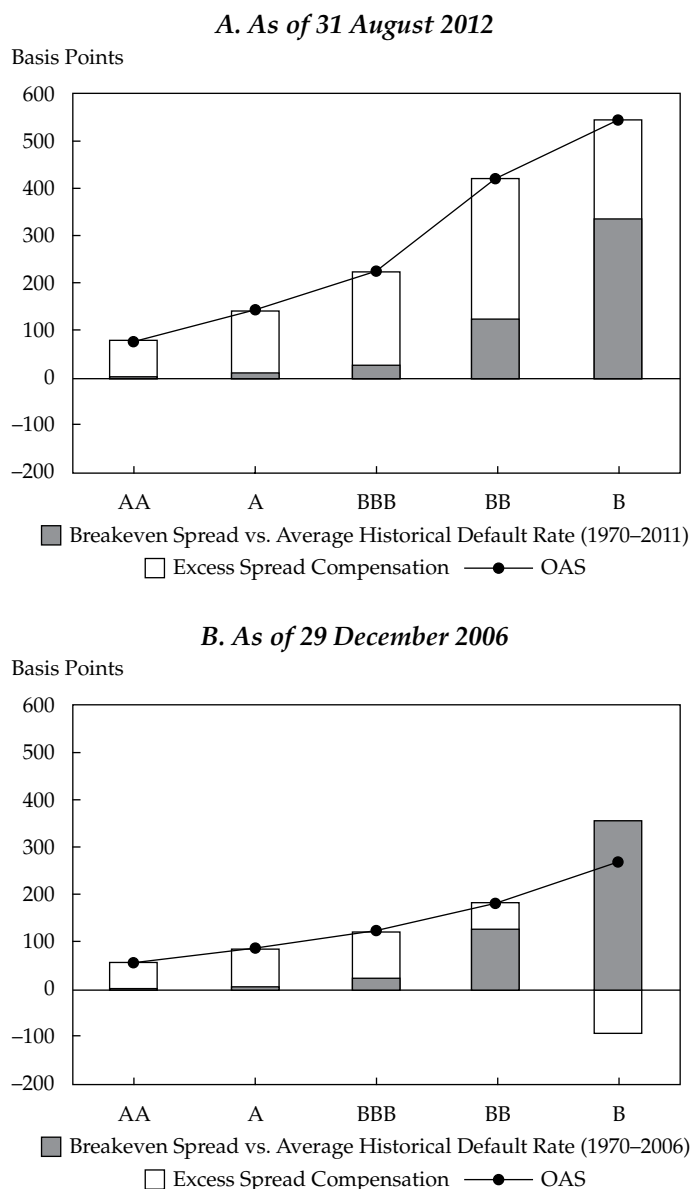 A. As of 31 August 2012
Basis Points
600
500
400
300
200
100
0
–100
–200
AA A BBB BB B
Breakeven Spread vs. Average Historical Default Rate (1970–2011)
Excess Spread Compensation OAS
B. As of 29 December 2006
Basis Points
600
500
400
300
200
100
0
–100
–200
AA A BBB BB B
Breakeven Spread vs. Average Historical Default Rate (1970–2006)
Excess Spread Compensation OAS